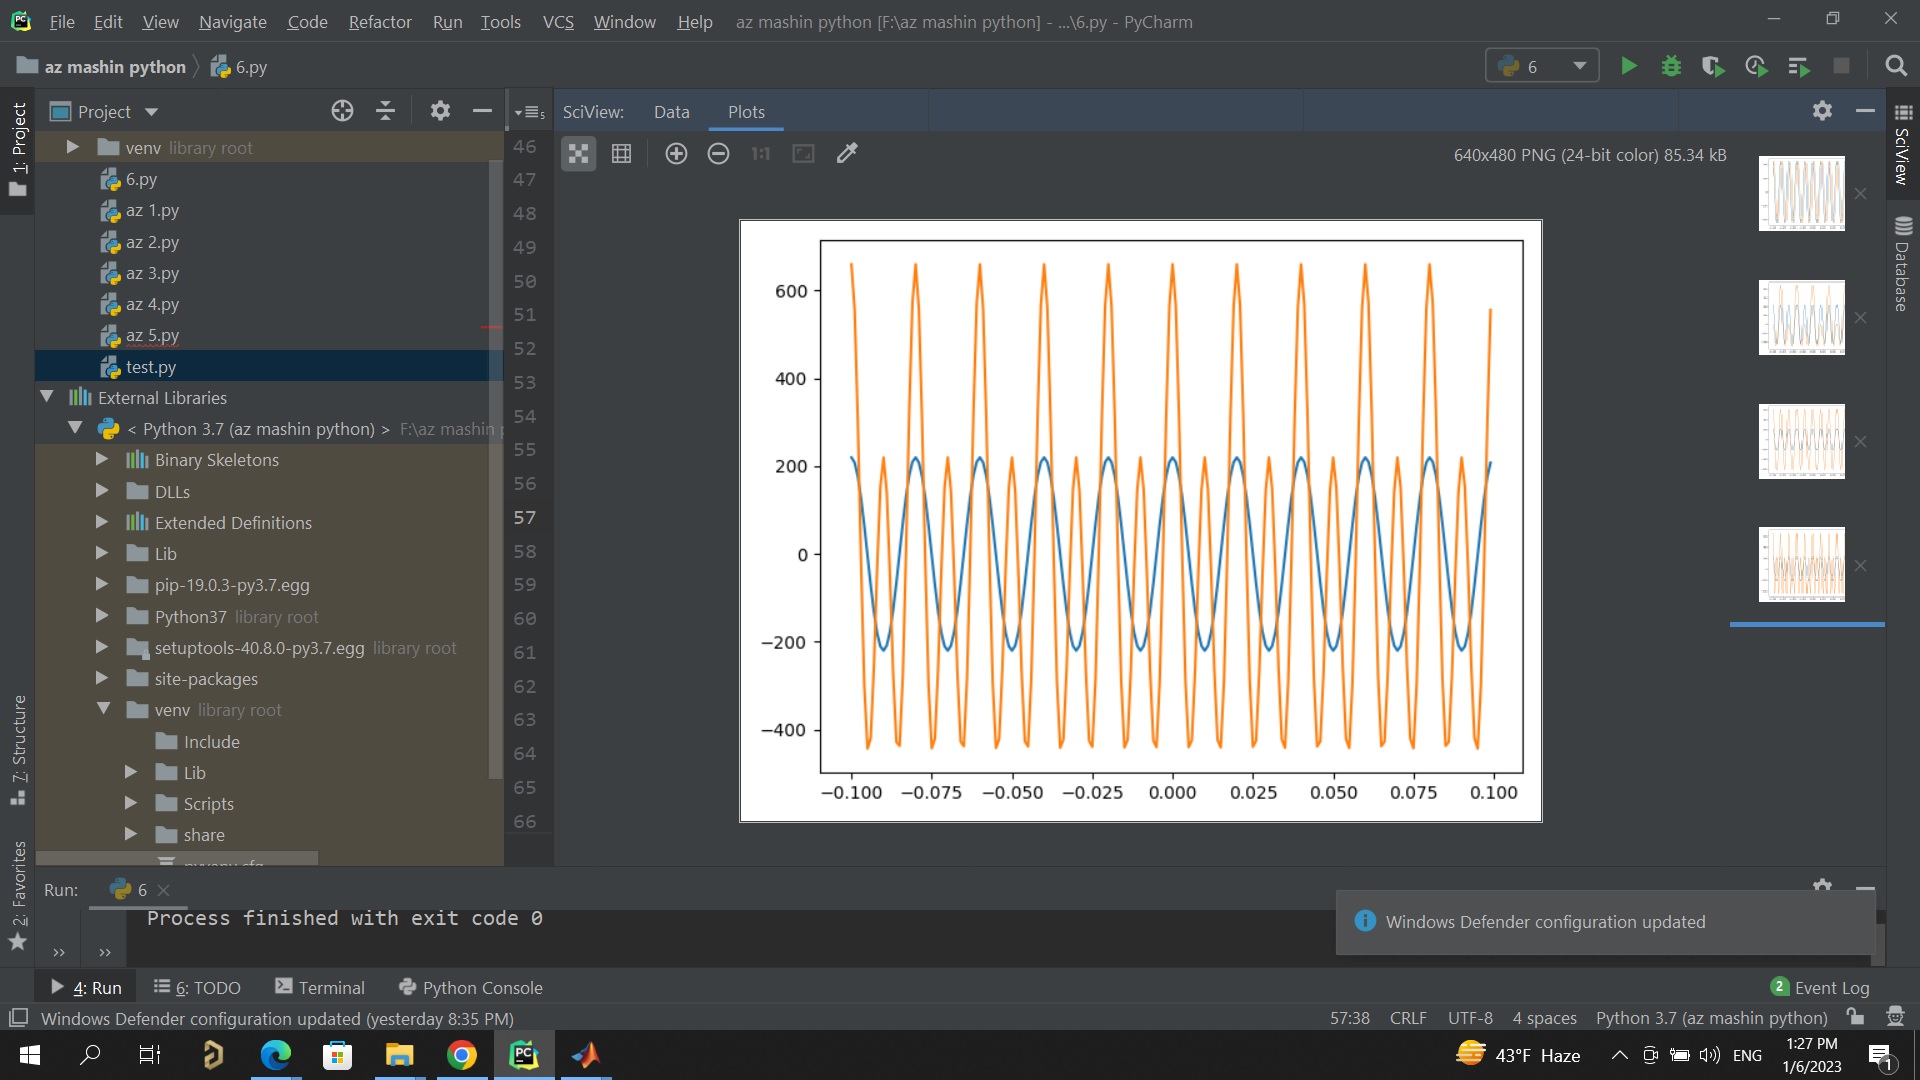 File Edit View Navigate Code Refactor Run Tools VCS Window Help az mashin python [F:\az mashin python] - ...\6.py - PyCharm
az mashin python 6.py 6
1: Project
Project
SciView: Data Plots
640x480 PNG (24-bit color) 85.34 kB
SciView
Database
venv library root
6.py
az 1.py
az 2.py
az 3.py
az 4.py
az 5.py
test.py
External Libraries
< Python 3.7 (az mashin python) > F:\az mashin
Binary Skeletons
DLLs
Extended Definitions
Lib
pip-19.0.3-py3.7.egg
Python37 library root
setuptools-40.8.0-py3.7.egg library root
site-packages
venv library root
Include
Lib
Scripts
share
pyvenv.cfg
5
46
47
48
49
50
51
52
53
54
55
56
57
58
59
60
61
62
63
64
65
66
600
400
200
0
−200
−400
−0.100 −0.075 −0.050 −0.025 0.000 0.025 0.050 0.075 0.100
7: Structure
2: Favorites
Run: 6
Process finished with exit code 0
Windows Defender configuration updated
4: Run 6: TODO Terminal Python Console 2 Event Log
Windows Defender configuration updated (yesterday 8:35 PM) 57:38 CRLF UTF-8 4 spaces Python 3.7 (az mashin python)
PC 43°F Haze ENG 1:27 PM
1/6/2023 1